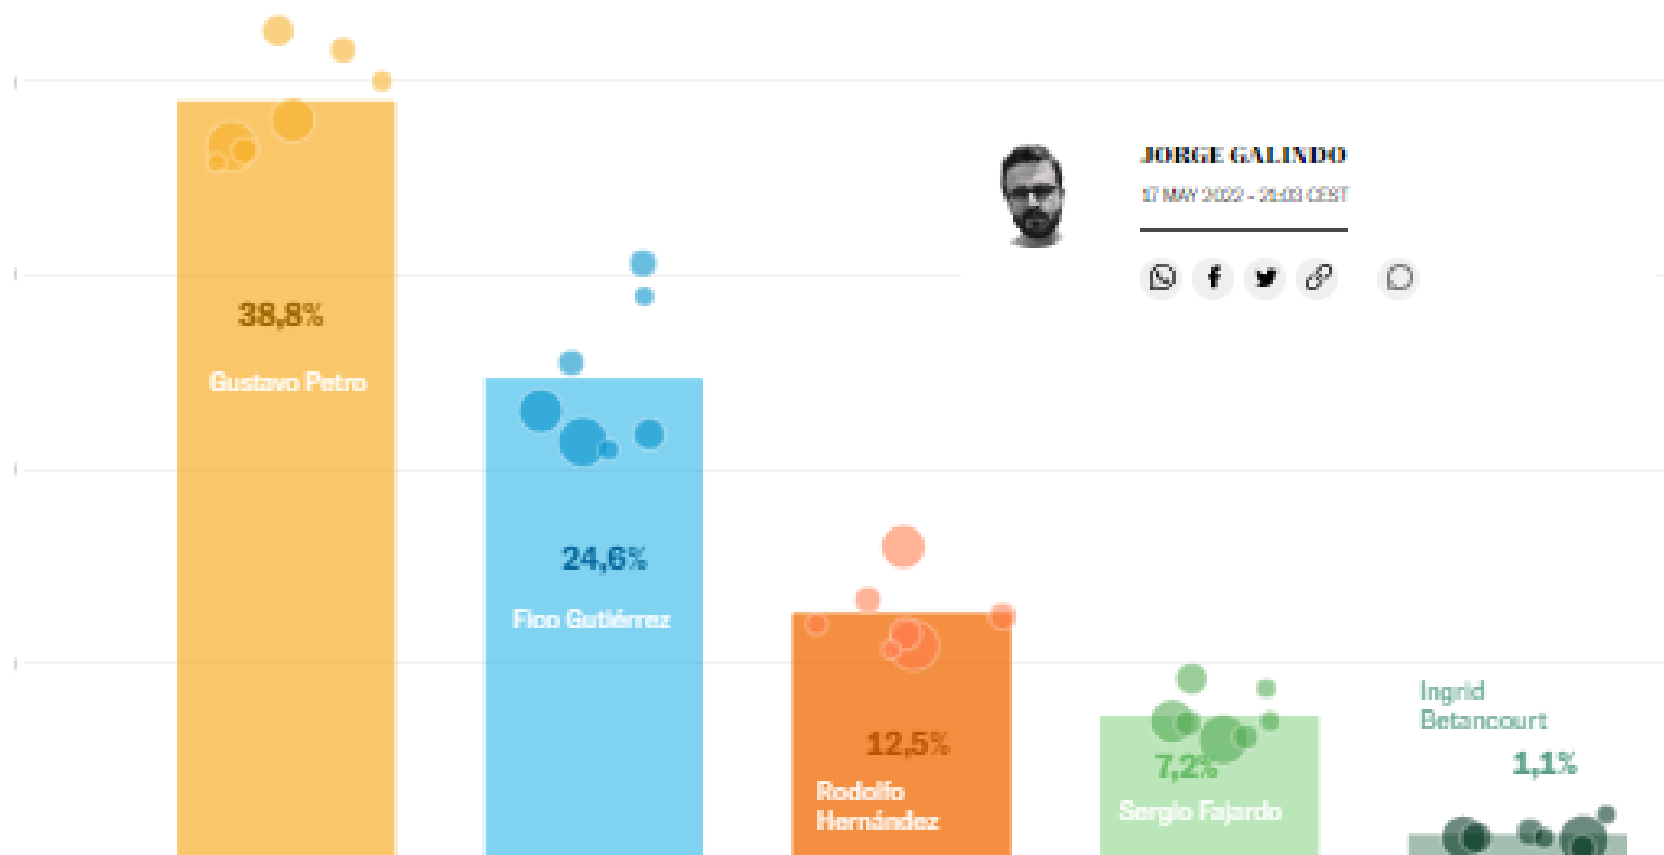 JORGE GALINDO
17 MAY 2022 - 21:03 CEST
38,8%
Gustavo Petro
24,6%
Fico Gutiérrez
12,5%
Rodolfo
Hernández
7,2%
Sergio Fajardo
Ingrid
Betancourt
1,1%